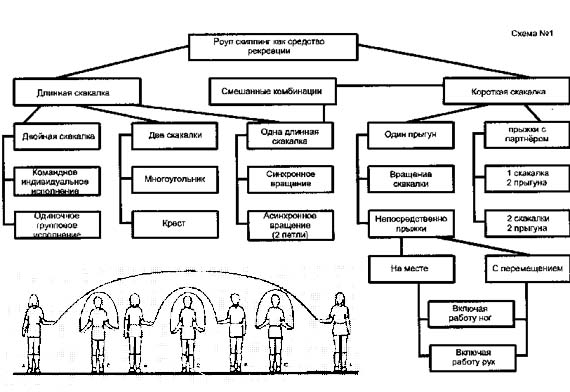 Схема №1
Роуп скиппинг как средство
рекреации
Длинная скакалка
Смешанные комбинации
Короткая скакалка
Двойная скакалка
Две скакалки
Одна длинная
скакалка
Один прыгун
прыжки с
партнёром
Командное
индивидуальное
исполнение
Многоугольник
Синхронное
вращение
Вращение
скакалки
1 скакалка
2 прыгуна
Одиночное
групповое
исполнение
Крест
Асинхронное
вращение
(2 петли)
Непосредственно
прыжки
2 скакалки
2 прыгуна
На месте
С перемещением
Включая
работу ног
Включая
работу рук